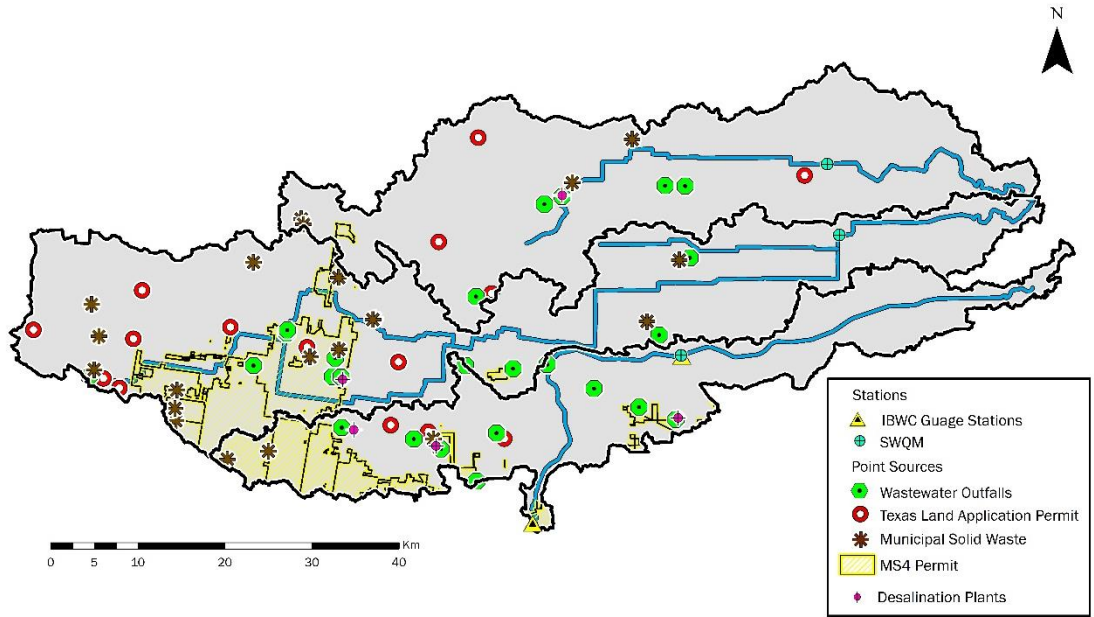 N
Stations
IBWC Guage Stations
SWQM
Point Sources
Wastewater Outfalls
Texas Land Application Permit
Municipal Solid Waste
MS4 Permit
Desalination Plants
Km
0 5 10 20 30 40